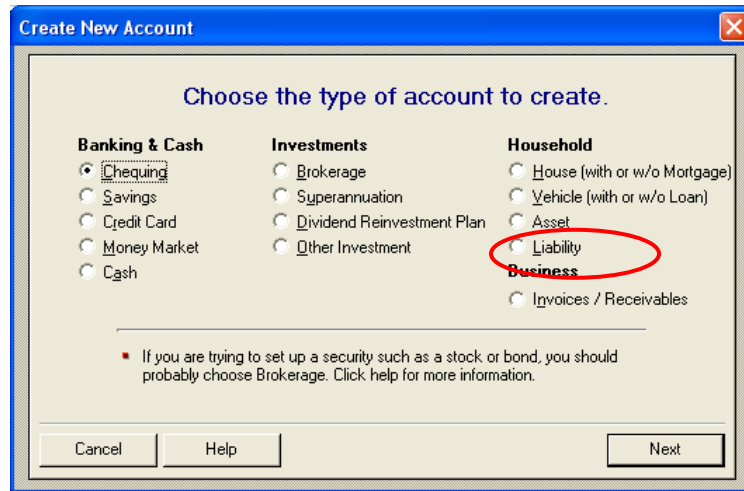 Create New Account
Choose the type of account to create.
Banking & Cash
Chequing
Savings
Credit Card
Money Market
Cash
Investments
Brokerage
Superannuation
Dividend Reinvestment Plan
Other Investment
Household
House (with or w/o Mortgage)
Vehicle (with or w/o Loan)
Asset
Liability
Business
Invoices / Receivables
If you are trying to set up a security such as a stock or bond, you should
probably choose Brokerage. Click help for more information.
Cancel
Help
Next